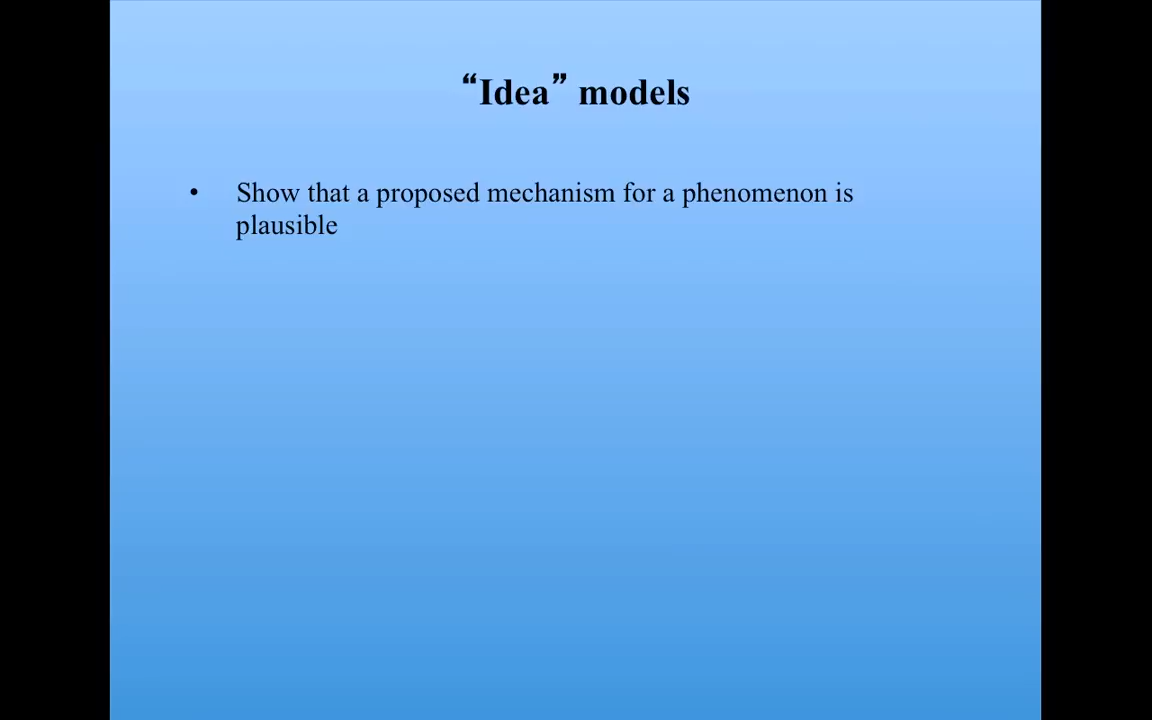 “Idea” models
• Show that a proposed mechanism for a phenomenon is
plausible